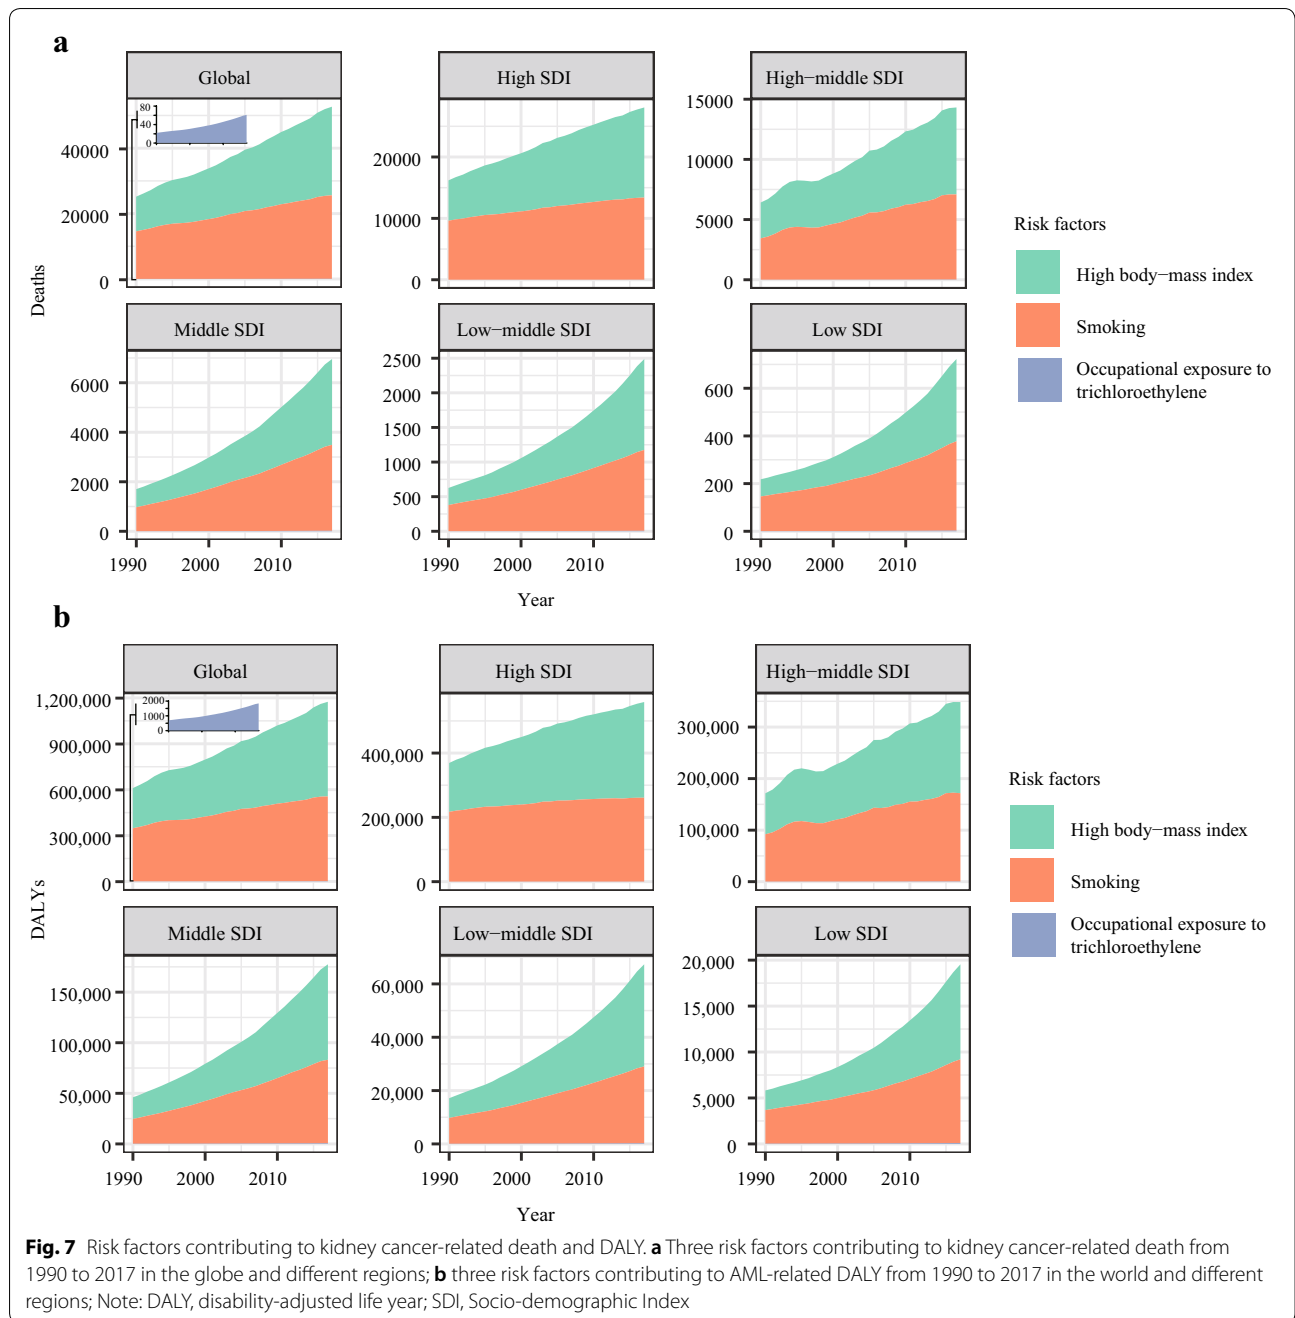 a
Global
High SDI
High−middle SDI
80
40
0
40000
20000
0
20000
10000
0
15000
10000
5000
0
Deaths
Middle SDI
Low−middle SDI
Low SDI
6000
4000
2000
0
2500
2000
1500
1000
500
0
600
400
200
0
1990 2000 2010
1990 2000 2010
1990 2000 2010
Year
Risk factors
High body−mass index
Smoking
Occupational exposure to
trichloroethylene
b
Global
High SDI
High−middle SDI
2000
1000
0
1,200,000
900,000
600,000
300,000
0
400,000
200,000
0
300,000
200,000
100,000
0
DALYs
Middle SDI
Low−middle SDI
Low SDI
150,000
100,000
50,000
0
60,000
40,000
20,000
0
20,000
15,000
10,000
5,000
0
1990 2000 2010
1990 2000 2010
1990 2000 2010
Year
Risk factors
High body−mass index
Smoking
Occupational exposure to
trichloroethylene
Fig. 7 Risk factors contributing to kidney cancer-related death and DALY. a Three risk factors contributing to kidney cancer-related death from
1990 to 2017 in the globe and different regions; b three risk factors contributing to AML-related DALY from 1990 to 2017 in the world and different
regions; Note: DALY, disability-adjusted life year; SDI, Socio-demographic Index